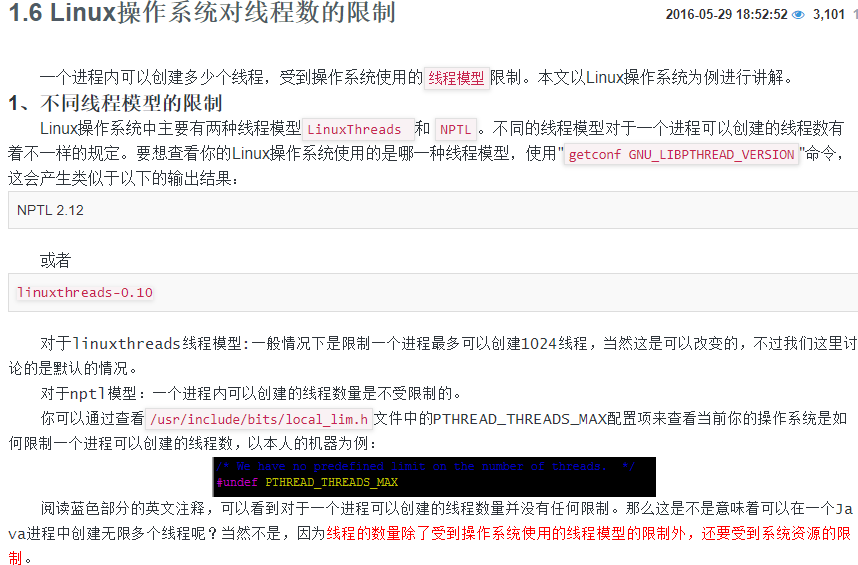 1.6 Linux操作系统对线程数的限制
2016-05-29 18:52:52 3,101 1
一个进程内可以创建多少个线程，受到操作系统使用的线程模型限制。本文以Linux操作系统为例进行讲解。
1、不同线程模型的限制
Linux操作系统中主要有两种线程模型LinuxThreads 和 NPTL 。不同的线程模型对于一个进程可以创建的线程数有
着不一样的规定。要想查看你的Linux操作系统使用的是哪一种线程模型，使用"getconf GNU_LIBPTHREAD_VERSION"命令，
这会产生类似于以下的输出结果：
NPTL 2.12
或者
linuxthreads-0.10
对于linuxthreads线程模型:一般情况下是限制一个进程最多可以创建1024线程，当然这是可以改变的，不过我们这里讨
论的是默认的情况。
对于nptl模型：一个进程内可以创建的线程数量是不受限制的。
你可以通过查看/usr/include/bits/local_lim.h文件中的PTHREAD_THREADS_MAX配置项来查看当前你的操作系统是如
何限制一个进程可以创建的线程数，以本人的机器为例：
/* We have no predefined limit on the number of threads.  */
#undef PTHREAD_THREADS_MAX
阅读蓝色部分的英文注释，可以看到对于一个进程可以创建的线程数量并没有任何限制。那么这是不是意味着可以在一个Ja
va进程中创建无限多个线程呢？当然不是，因为线程的数量除了受到操作系统使用的线程模型的限制外，还要受到系统资源的限
制。